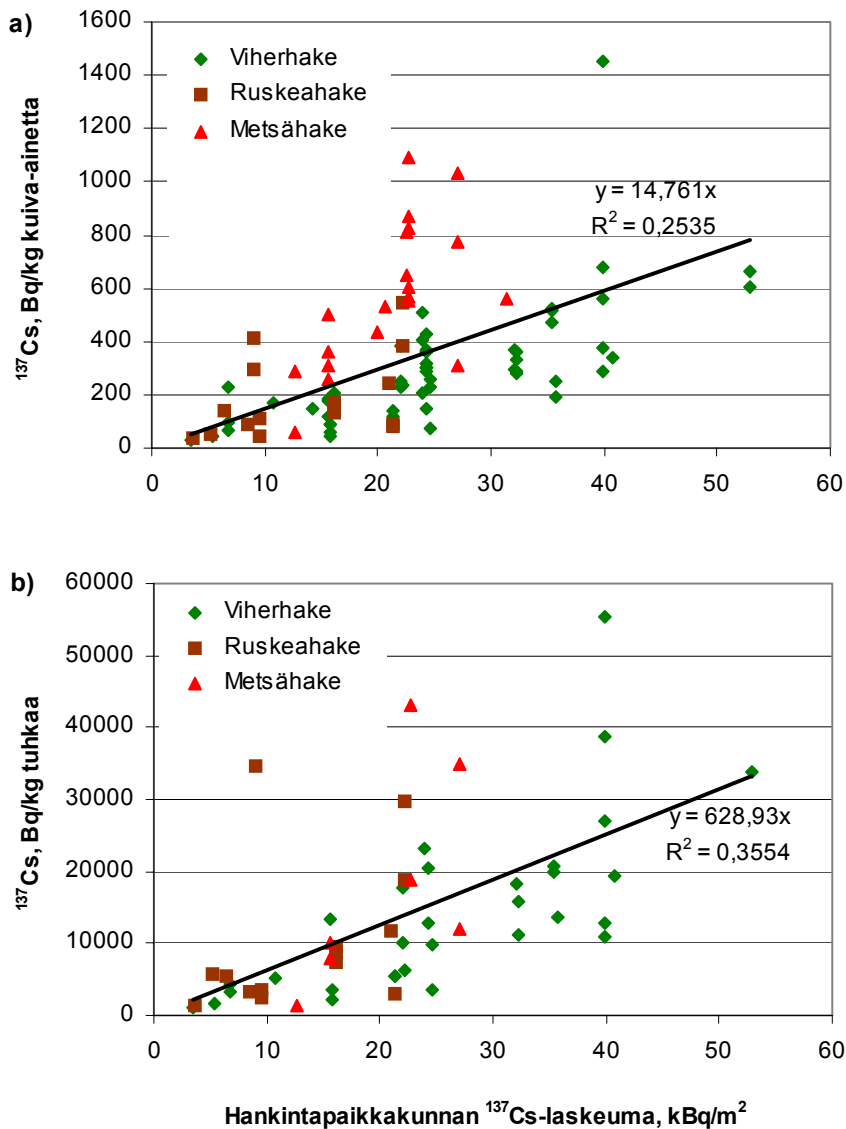 a)
1600
1400
1200
1000
800
600
400
200
0
0 10 20 30 40 50 60
¹³⁷Cs, Bq/kg kuiva-ainetta
Viherhake
Ruskeahake
Metsähake
y = 14,761x
R² = 0,2535
b)
60000
50000
40000
30000
20000
10000
0
0 10 20 30 40 50 60
¹³⁷Cs, Bq/kg tuhkaa
Viherhake
Ruskeahake
Metsähake
y = 628,93x
R² = 0,3554
Hankintapaikkakunnan ¹³⁷Cs-laskeuma, kBq/m²